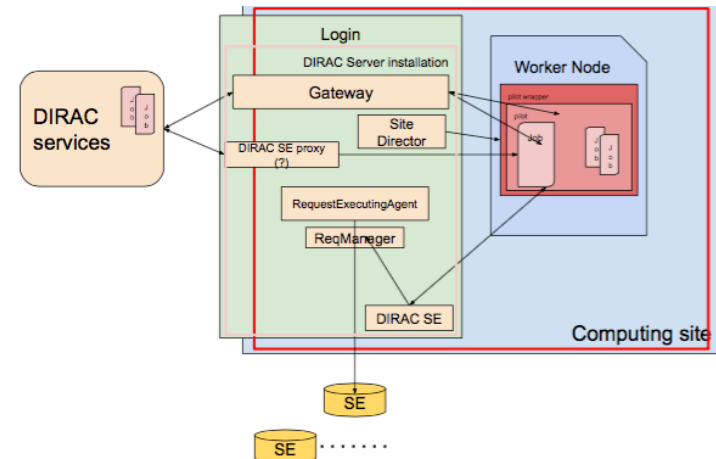 Login
DIRAC Server installation
Gateway
Worker Node
pilot wrapper
pilot
Job
J
o
b
J
o
b
DIRAC
services
J
o
b
J
o
b
Site
Director
DIRAC SE proxy
(?)
RequestExecutingAgent
ReqManager
DIRAC SE
Computing site
SE
SE